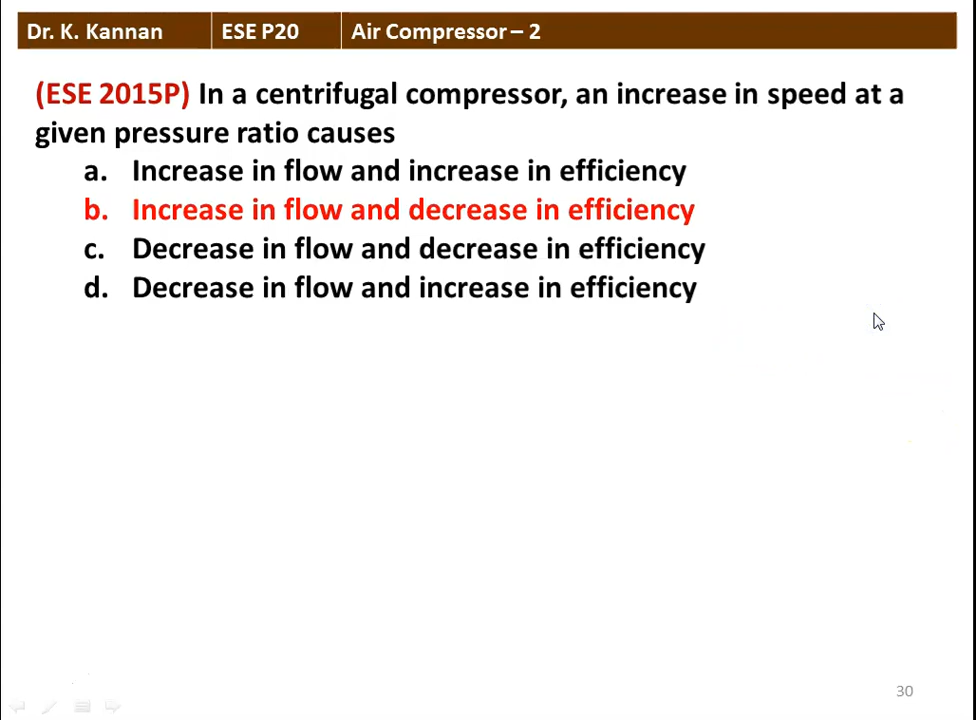 Dr. K. Kannan ESE P20 Air Compressor – 2
(ESE 2015P) In a centrifugal compressor, an increase in speed at a
given pressure ratio causes
a. Increase in flow and increase in efficiency
b. Increase in flow and decrease in efficiency
c. Decrease in flow and decrease in efficiency
d. Decrease in flow and increase in efficiency
30